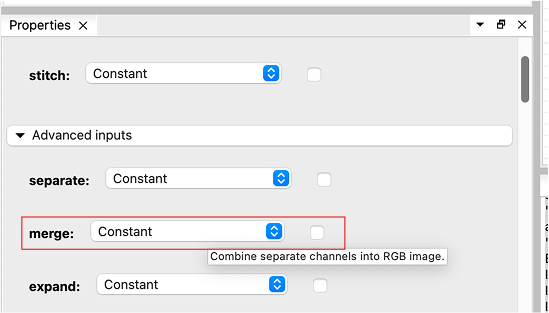 Properties
stitch: Constant
Advanced inputs
separate: Constant
merge: Constant
Combine separate channels into RGB image.
expand: Constant